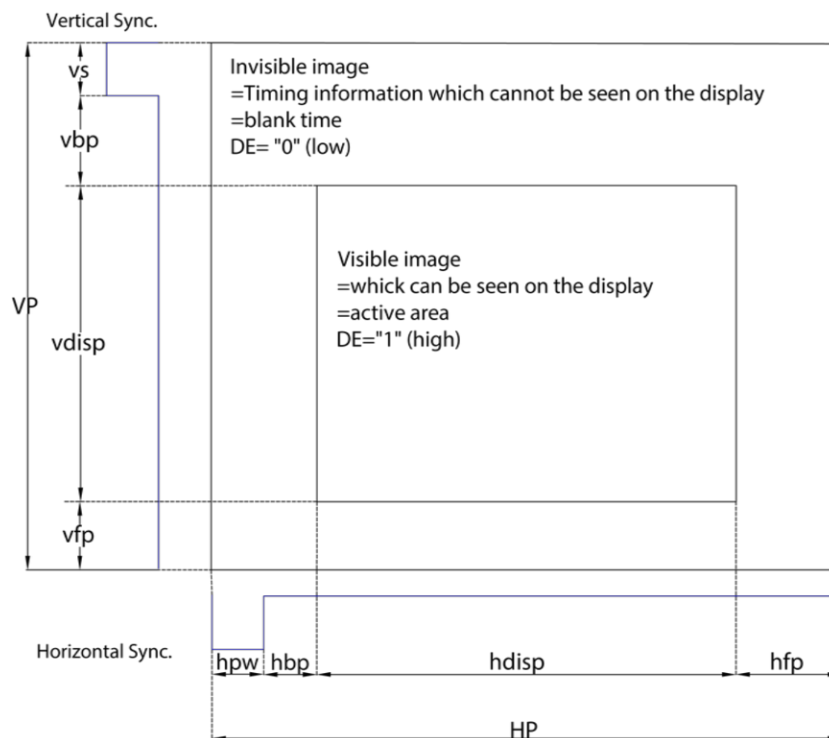 Vertical Sync.
vs
Invisible image
=Timing information which cannot be seen on the display
=blank time
DE= "0" (low)
vbp
Visible image
=whick can be seen on the display
=active area
DE="1" (high)
VP
vdisp
vfp
Horizontal Sync.
hpw
hbp
hdisp
hfp
HP